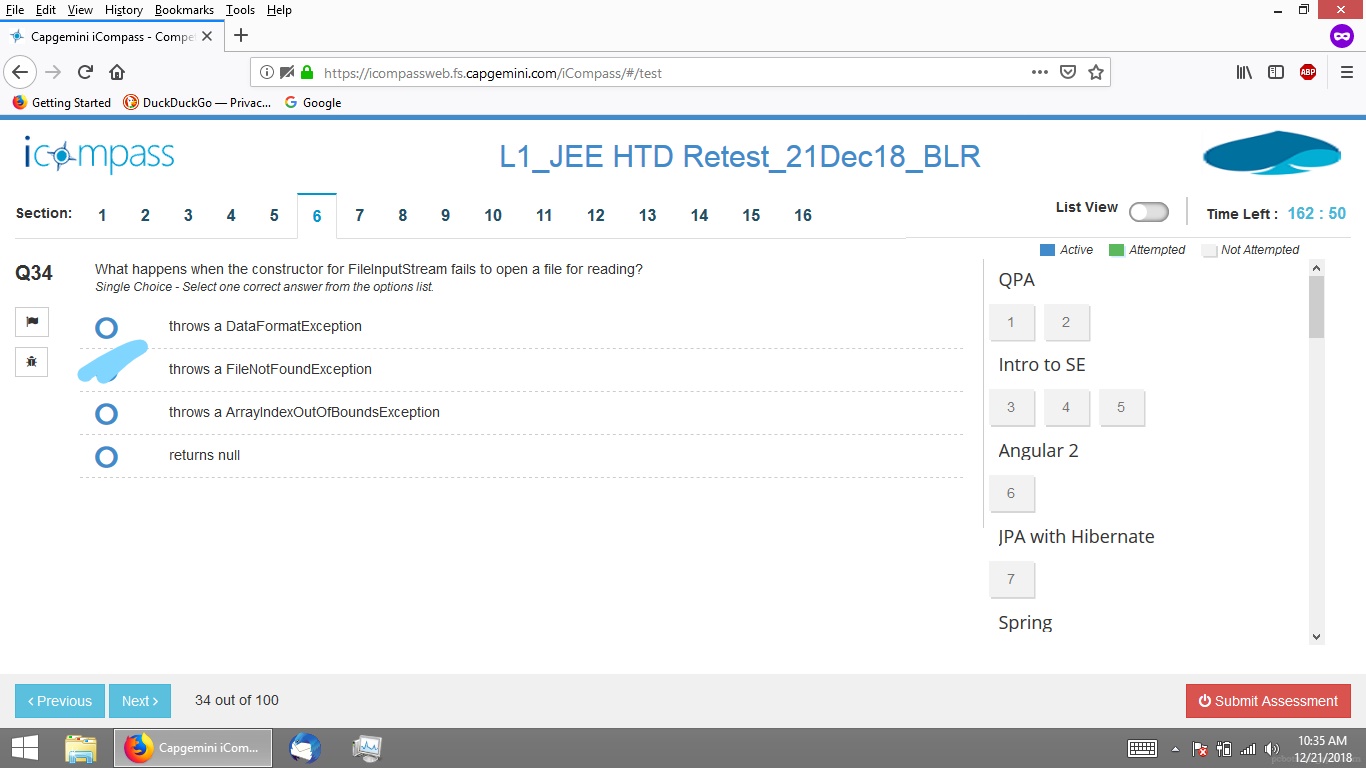 File Edit View History Bookmarks Tools Help
Capgemini iCompass - Compe
https://icompassweb.fs.capgemini.com/iCompass/#/test
ABP
Getting Started DuckDuckGo — Privac... Google
icompass
L1_JEE HTD Retest_21Dec18_BLR
Section: 1 2 3 4 5 6 7 8 9 10 11 12 13 14 15 16
List View
Time Left : 162 : 50
Active Attempted Not Attempted
Q34
What happens when the constructor for FileInputStream fails to open a file for reading?
Single Choice - Select one correct answer from the options list.
throws a DataFormatException
throws a FileNotFoundException
throws a ArrayIndexOutOfBoundsException
returns null
QPA
1 2
Intro to SE
3 4 5
Angular 2
6
JPA with Hibernate
7
Spring
Previous Next 34 out of 100
Submit Assessment
Capgemini iCom...
10:35 AM
12/21/2018